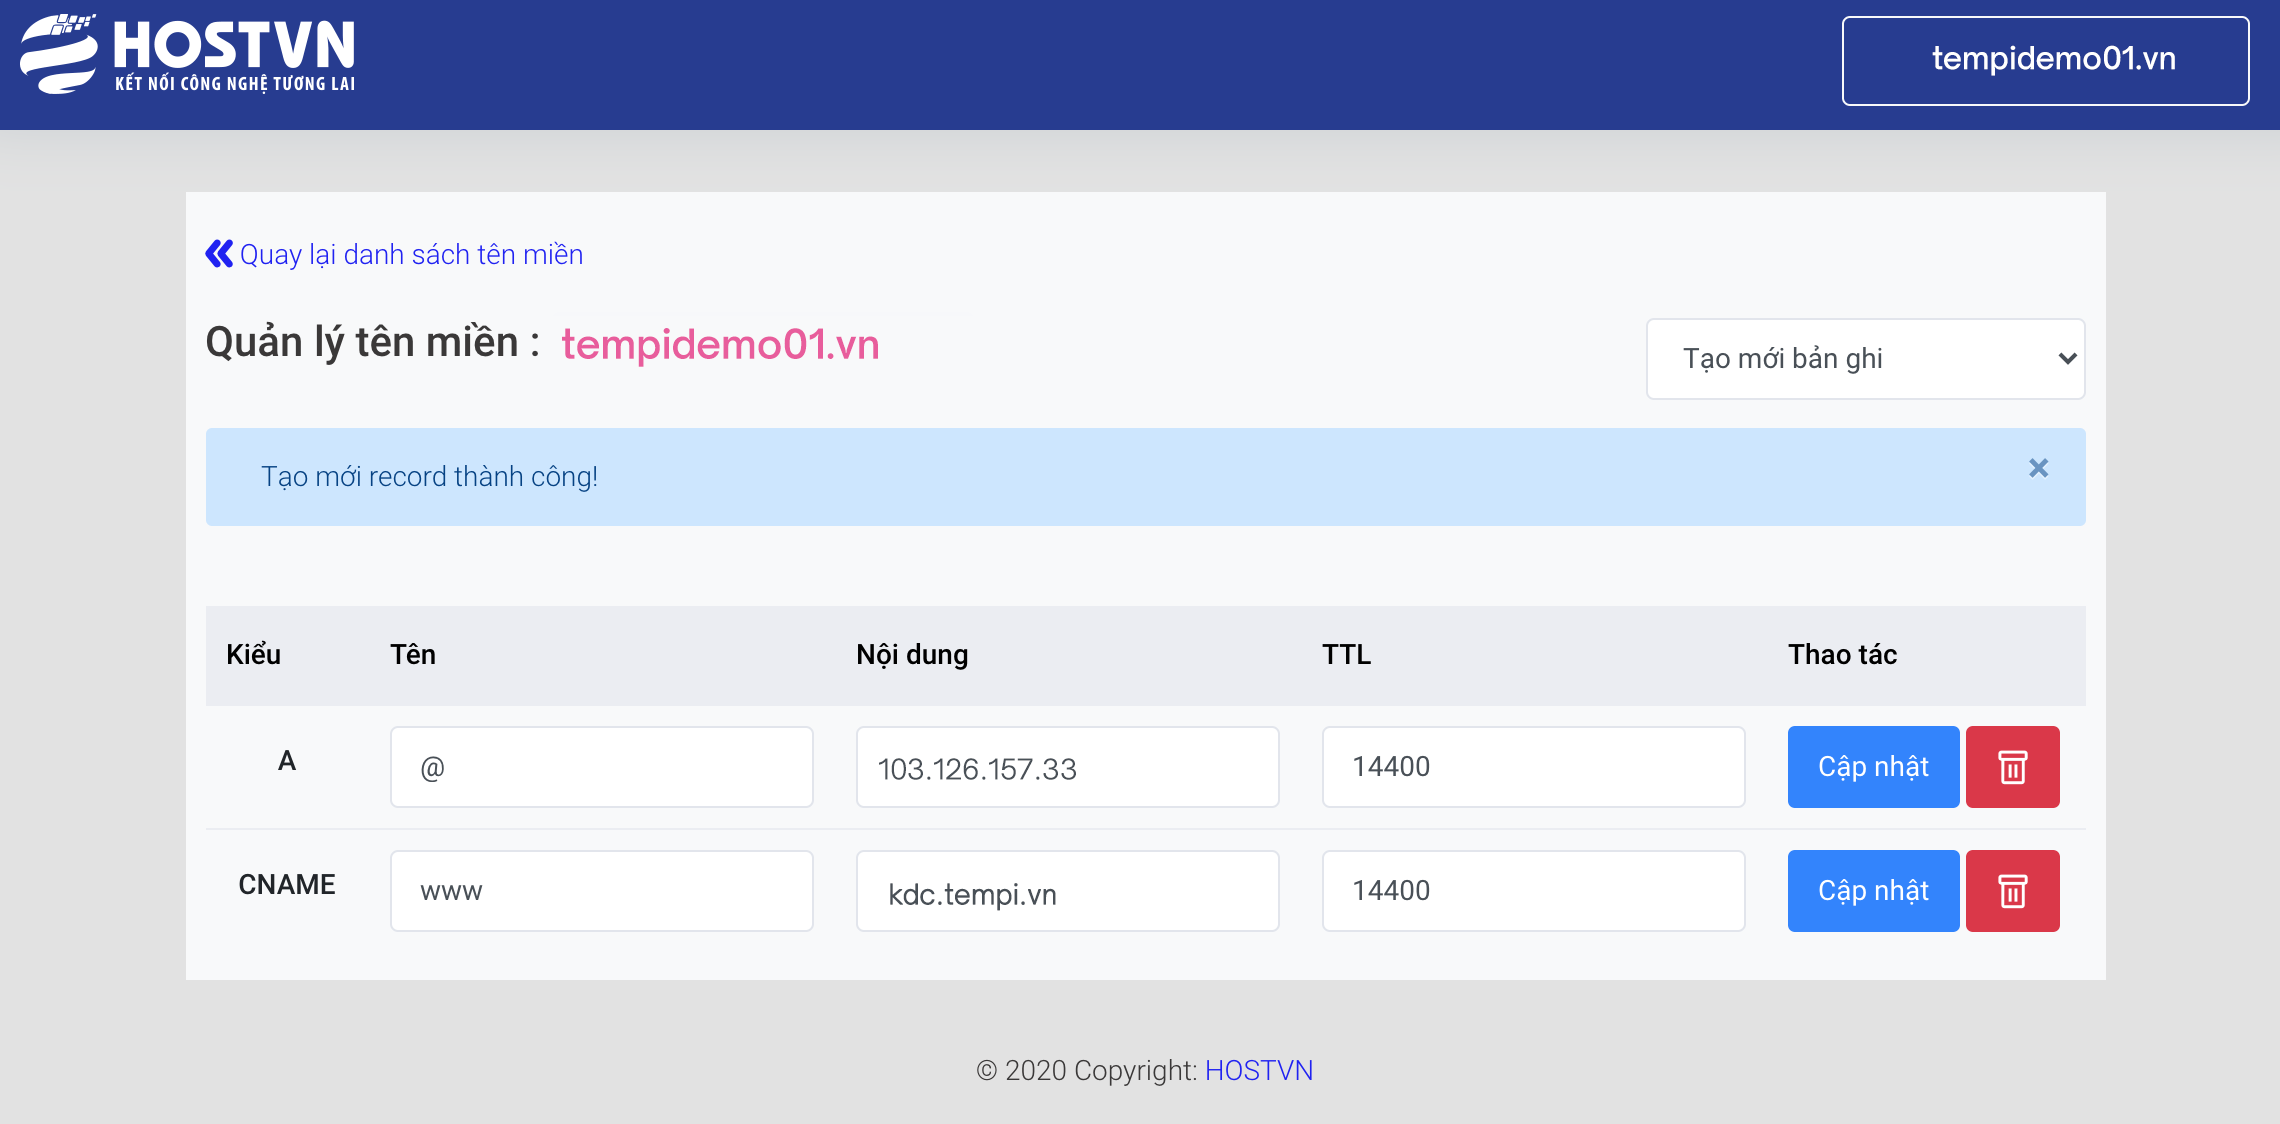 HOSTVN
KẾT NỐI CÔNG NGHỆ TƯƠNG LAI
tempidemo01.vn
Quay lại danh sách tên miền
Quản lý tên miền : tempidemo01.vn
Tạo mới bản ghi
Tạo mới record thành công!
×
Kiểu Tên Nội dung TTL Thao tác
A @ 103.126.157.33 14400 Cập nhật
CNAME www kdc.tempi.vn 14400 Cập nhật
© 2020 Copyright: HOSTVN